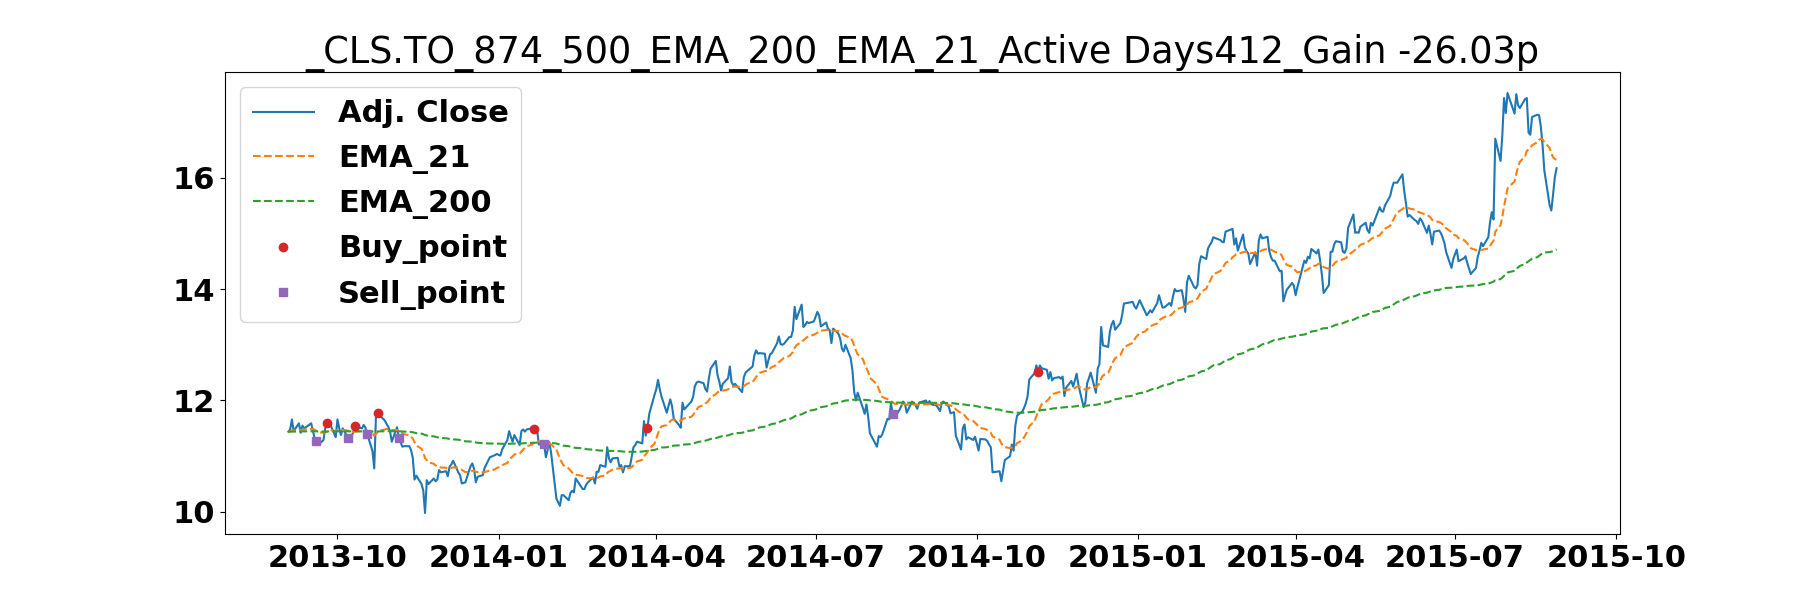 _CLS.TO_874_500_EMA_200_EMA_21_Active Days412_Gain -26.03p
Adj. Close
EMA_21
EMA_200
Buy_point
Sell_point
16
14
12
10
2013-10 2014-01 2014-04 2014-07 2014-10 2015-01 2015-04 2015-07 2015-10